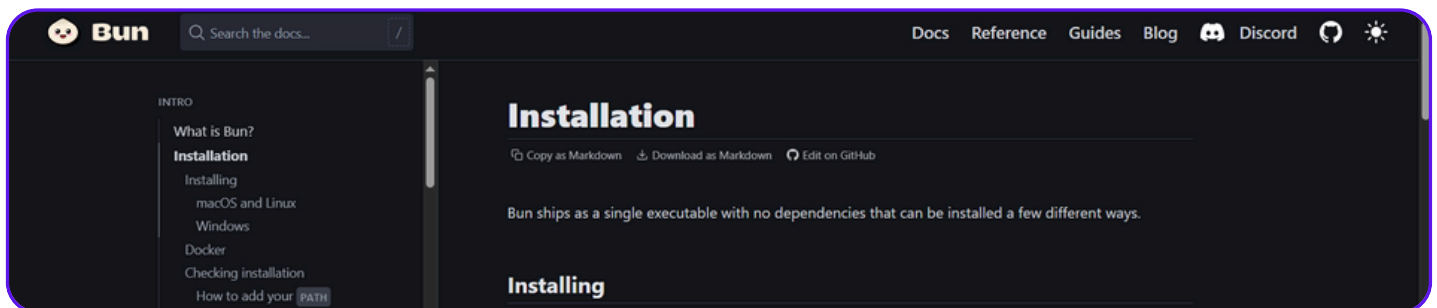 Bun
Search the docs...
/
Docs Reference Guides Blog Discord
INTRO
What is Bun?
Installation
Installing
macOS and Linux
Windows
Docker
Checking installation
How to add your PATH
Installation
Copy as Markdown Download as Markdown Edit on GitHub
Bun ships as a single executable with no dependencies that can be installed a few different ways.
Installing